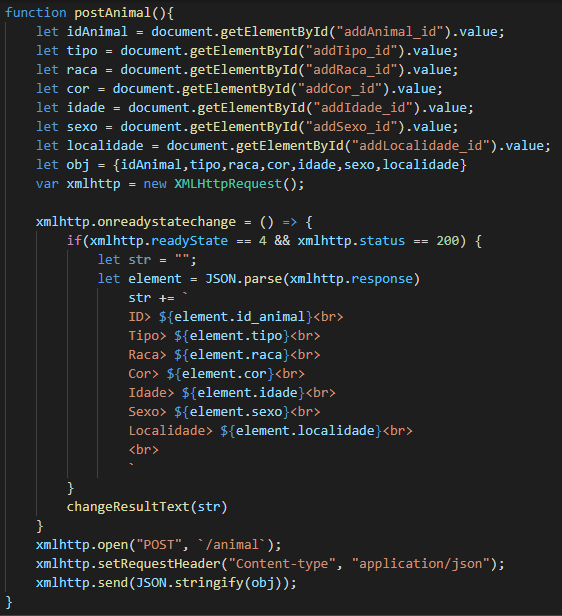 function postAnimal(){
    let idAnimal = document.getElementById("addAnimal_id").value;
    let tipo = document.getElementById("addTipo_id").value;
    let raca = document.getElementById("addRaca_id").value;
    let cor = document.getElementById("addCor_id").value;
    let idade = document.getElementById("addIdade_id").value;
    let sexo = document.getElementById("addSexo_id").value;
    let localidade = document.getElementById("addLocalidade_id").value;
    let obj = {idAnimal,tipo,raca,cor,idade,sexo,localidade}
    var xmlhttp = new XMLHttpRequest();

    xmlhttp.onreadystatechange = () => {
        if(xmlhttp.readyState == 4 && xmlhttp.status == 200) {
            let str = "";
            let element = JSON.parse(xmlhttp.response)
                str += `
                ID> ${element.id_animal}<br>
                Tipo> ${element.tipo}<br>
                Raca> ${element.raca}<br>
                Cor> ${element.cor}<br>
                Idade> ${element.idade}<br>
                Sexo> ${element.sexo}<br>
                Localidade> ${element.localidade}<br>
                <br>
                `
        }
        changeResultText(str)
    }
    xmlhttp.open("POST", `/animal`);
    xmlhttp.setRequestHeader("Content-type", "application/json");
    xmlhttp.send(JSON.stringify(obj));
}